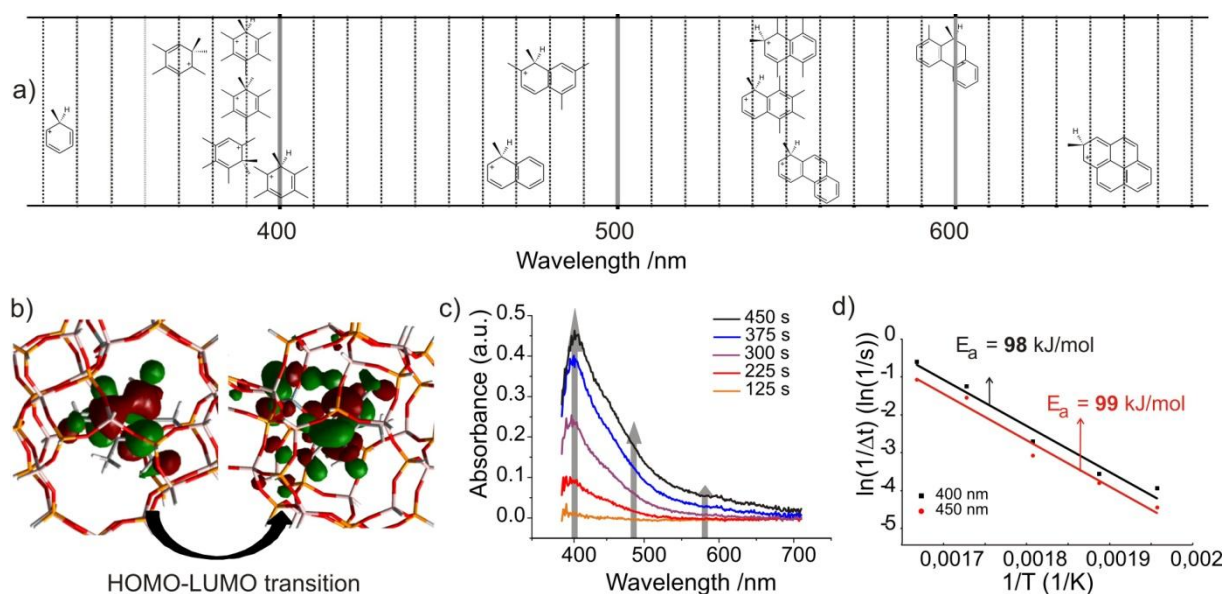 a)
H
H
H
H
H
H
H
H
H
H
H
H
+
+
+
+
+
+
+
+
+
+
+
+
400
500
600
Wavelength /nm
b)
HOMO-LUMO transition
c)
Absorbance (a.u.)
0.5
0.4
0.3
0.2
0.1
0.0
450 s
375 s
300 s
225 s
125 s
400
500
600
700
Wavelength /nm
d)
ln(1/Δt) (ln(1/s))
0
-1
-2
-3
-4
-5
Ea = 98 kJ/mol
Ea = 99 kJ/mol
400 nm
450 nm
0,0017
0,0018
0,0019
0,002
1/T (1/K)